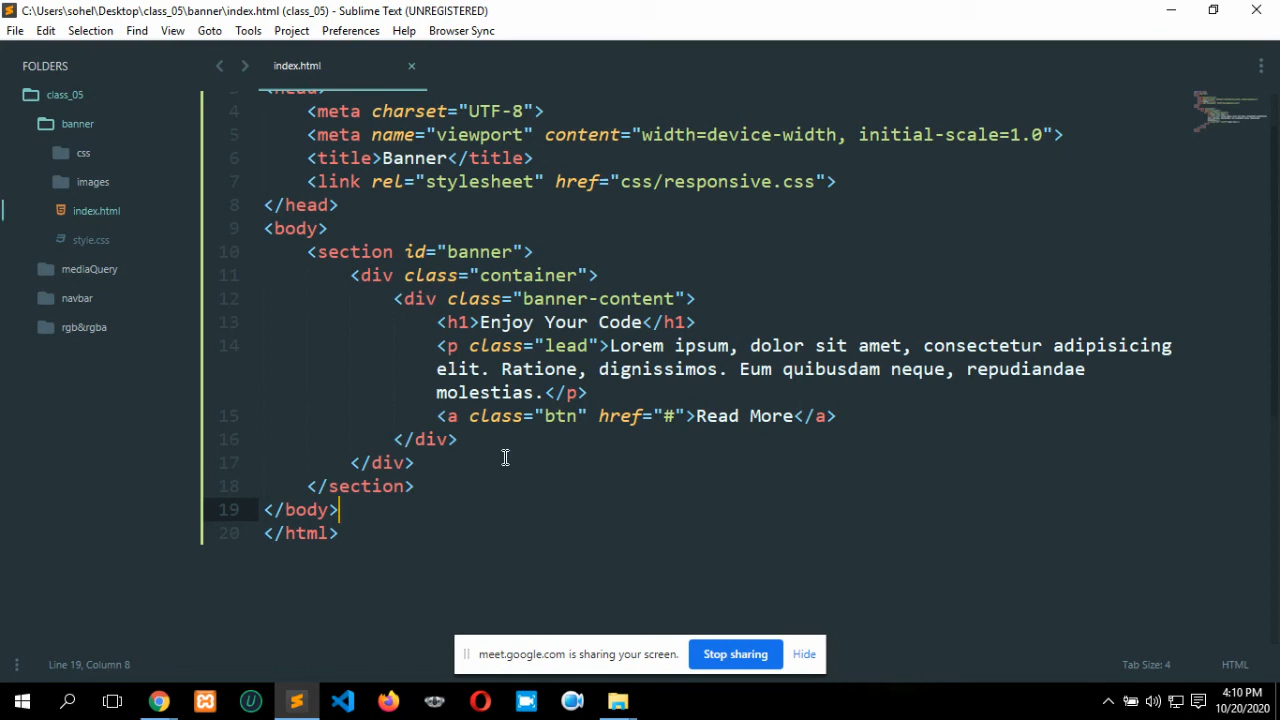 C:\Users\sohel\Desktop\class_05\banner\index.html (class_05) - Sublime Text (UNREGISTERED)
File Edit Selection Find View Goto Tools Project Preferences Help Browser Sync
FOLDERS
class_05
banner
css
images
index.html
style.css
mediaQuery
navbar
rgb&rgba
index.html ×
3 <head>
4 <meta charset="UTF-8">
5 <meta name="viewport" content="width=device-width, initial-scale=1.0">
6 <title>Banner</title>
7 <link rel="stylesheet" href="css/responsive.css">
8 </head>
9 <body>
10 <section id="banner">
11 <div class="container">
12 <div class="banner-content">
13 <h1>Enjoy Your Code</h1>
14 <p class="lead">Lorem ipsum, dolor sit amet, consectetur adipisicing
elit. Ratione, dignissimos. Eum quibusdam neque, repudiandae
molestias.</p>
15 <a class="btn" href="#">Read More</a>
16 </div>
17 </div>
18 </section>
19 </body>
20 </html>
meet.google.com is sharing your screen. Stop sharing Hide
Line 19, Column 8 Tab Size: 4 HTML
4:10 PM
10/20/2020